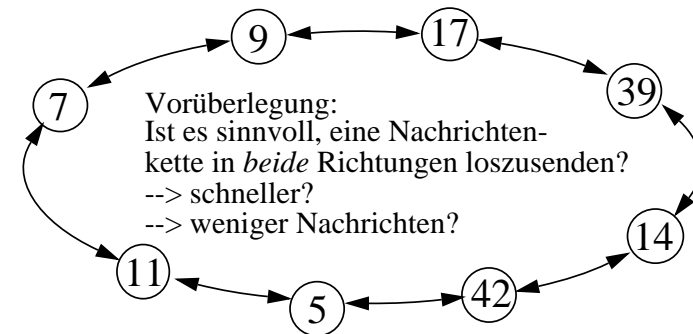 9
17
7
39
Vorüberlegung:
Ist es sinnvoll, eine Nachrichten-
kette in beide Richtungen loszusenden?
--> schneller?
--> weniger Nachrichten?
14
11
42
5